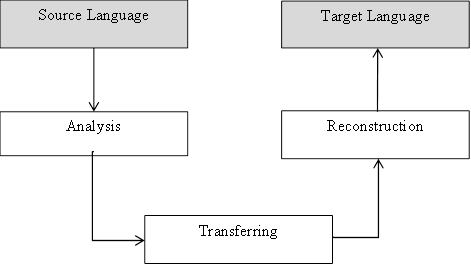 Source Language
Target Language
Analysis
Reconstruction
Transferring